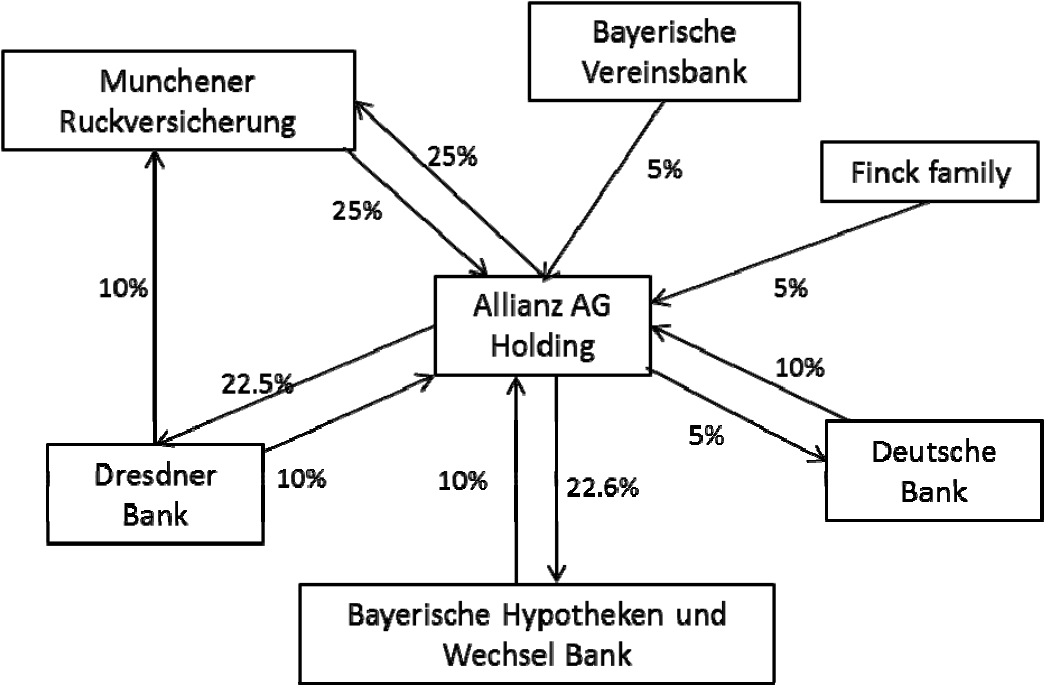 Bayerische
Vereinsbank
Munchener
Ruckversicherung
25%
5%
Finck family
25%
10%
5%
Allianz AG
Holding
22.5%
10%
5%
Dresdner
Bank
10%
10%
22.6%
Deutsche
Bank
Bayerische Hypotheken und
Wechsel Bank